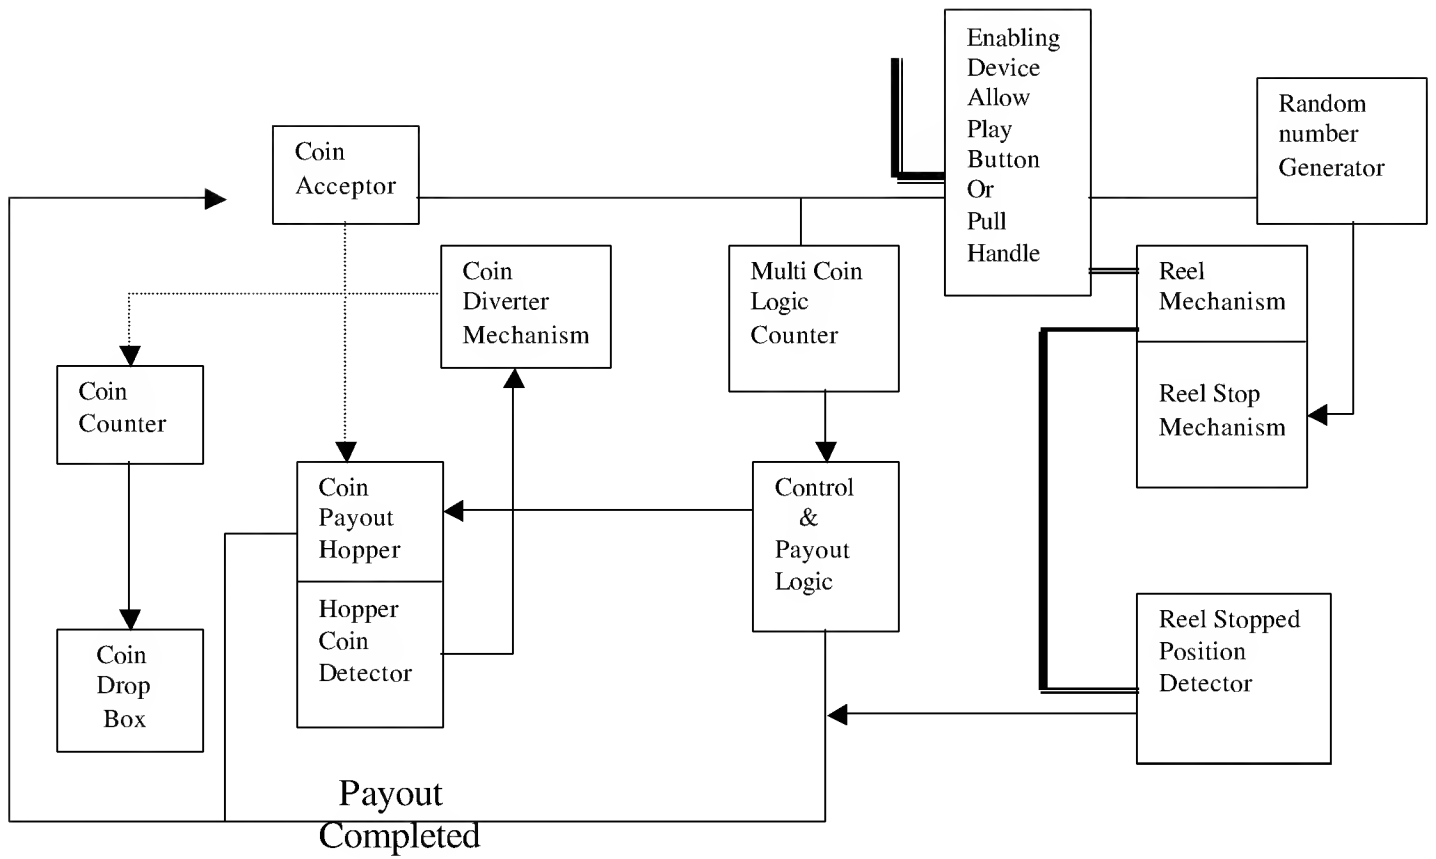 Enabling
Device
Allow
Play
Button
Or
Pull
Handle
Random
number
Generator
Coin
Acceptor
Coin
Diverter
Mechanism
Multi Coin
Logic
Counter
Reel
Mechanism
Reel Stop
Mechanism
Coin
Counter
Coin
Payout
Hopper
Control
&
Payout
Logic
Hopper
Coin
Detector
Reel Stopped
Position
Detector
Coin
Drop
Box
Payout
Completed